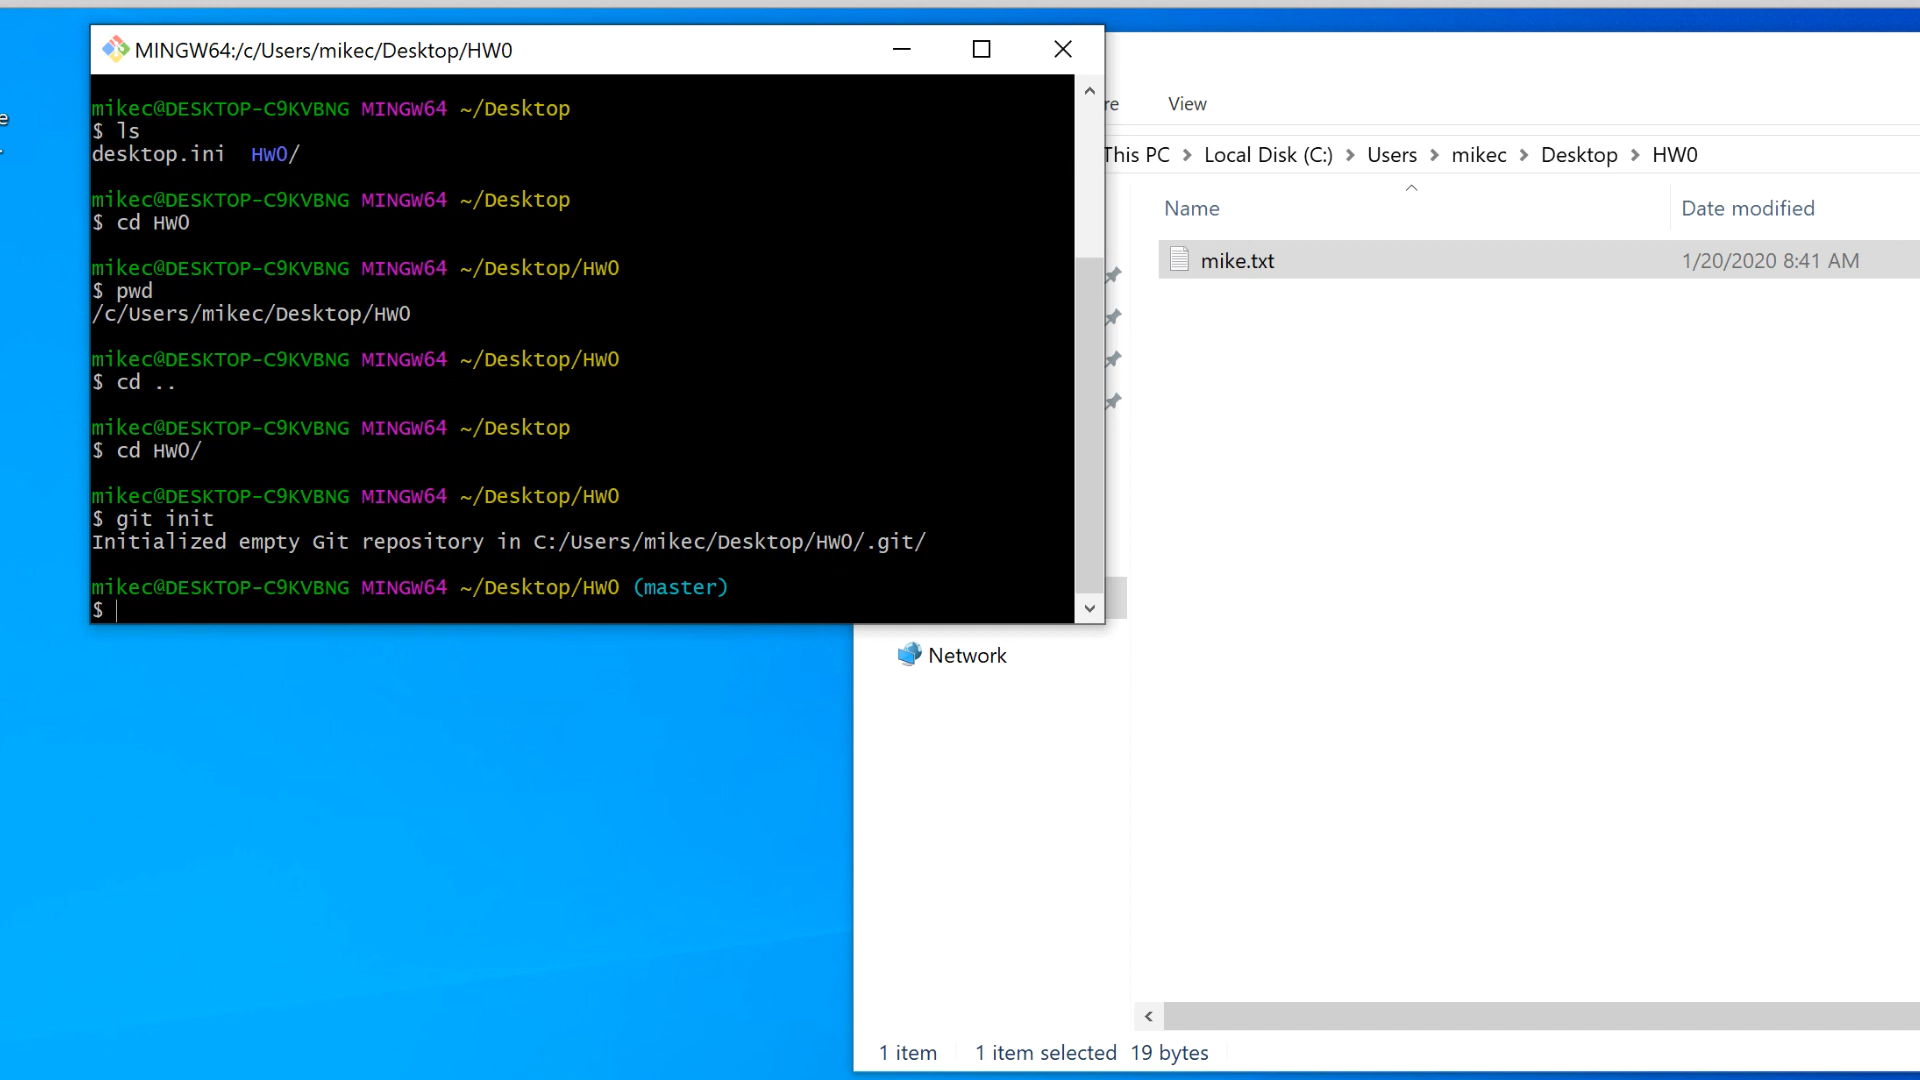 MINGW64:/c/Users/mikec/Desktop/HW0
mikec@DESKTOP-C9KVBNG MINGW64 ~/Desktop
$ ls
desktop.ini  HW0/
mikec@DESKTOP-C9KVBNG MINGW64 ~/Desktop
$ cd HW0
mikec@DESKTOP-C9KVBNG MINGW64 ~/Desktop/HW0
$ pwd
/c/Users/mikec/Desktop/HW0
mikec@DESKTOP-C9KVBNG MINGW64 ~/Desktop/HW0
$ cd ..
mikec@DESKTOP-C9KVBNG MINGW64 ~/Desktop
$ cd HW0/
mikec@DESKTOP-C9KVBNG MINGW64 ~/Desktop/HW0
$ git init
Initialized empty Git repository in C:/Users/mikec/Desktop/HW0/.git/
mikec@DESKTOP-C9KVBNG MINGW64 ~/Desktop/HW0 (master)
$
View
This PC > Local Disk (C:) > Users > mikec > Desktop > HW0
Name Date modified
mike.txt 1/20/2020 8:41 AM
Network
1 item 1 item selected 19 bytes